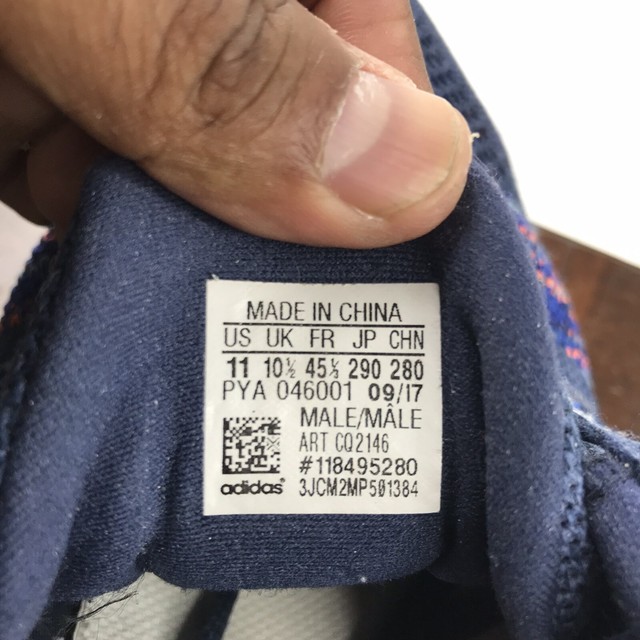 MADE IN CHINA
US UK FR JP CHN
11 10½ 45⅓ 290 280
PYA 046001 09/17
MALE/MÂLE
ART CQ2146
#118495280
adidas® 3JCM2MP501384